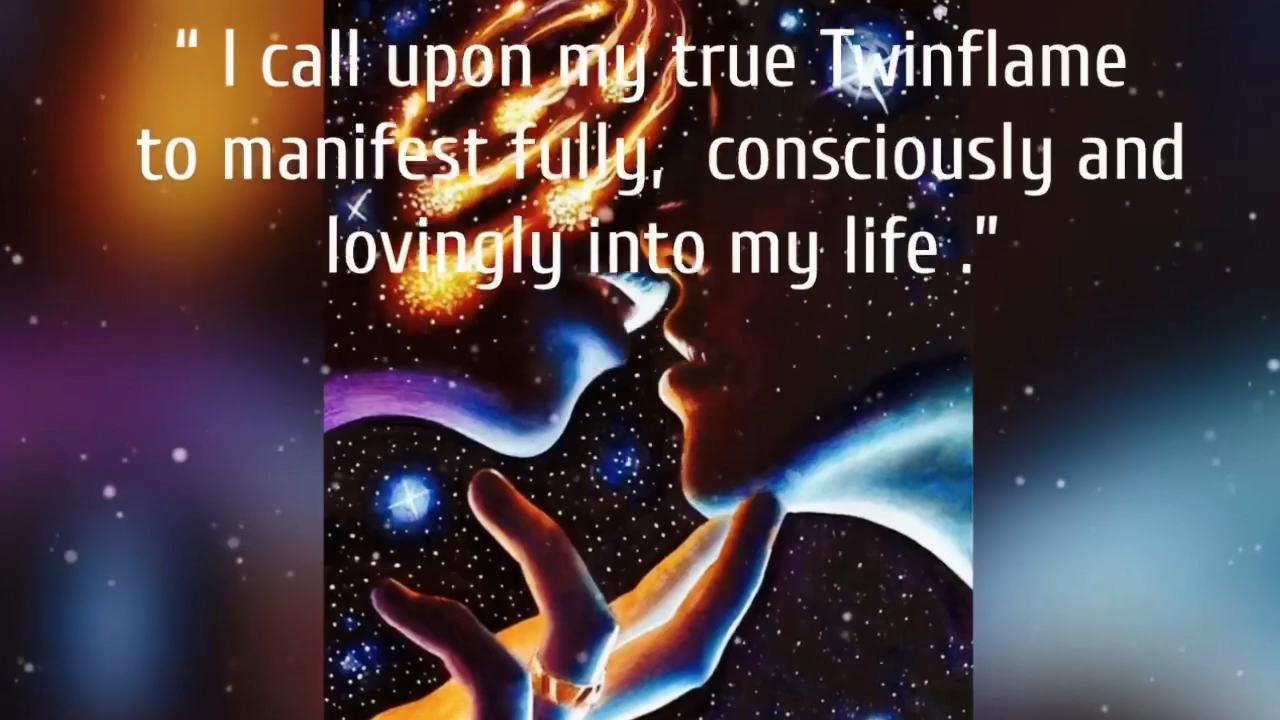 “ I call upon my true Twinflame
to manifest fully, consciously and
lovingly into my life .”